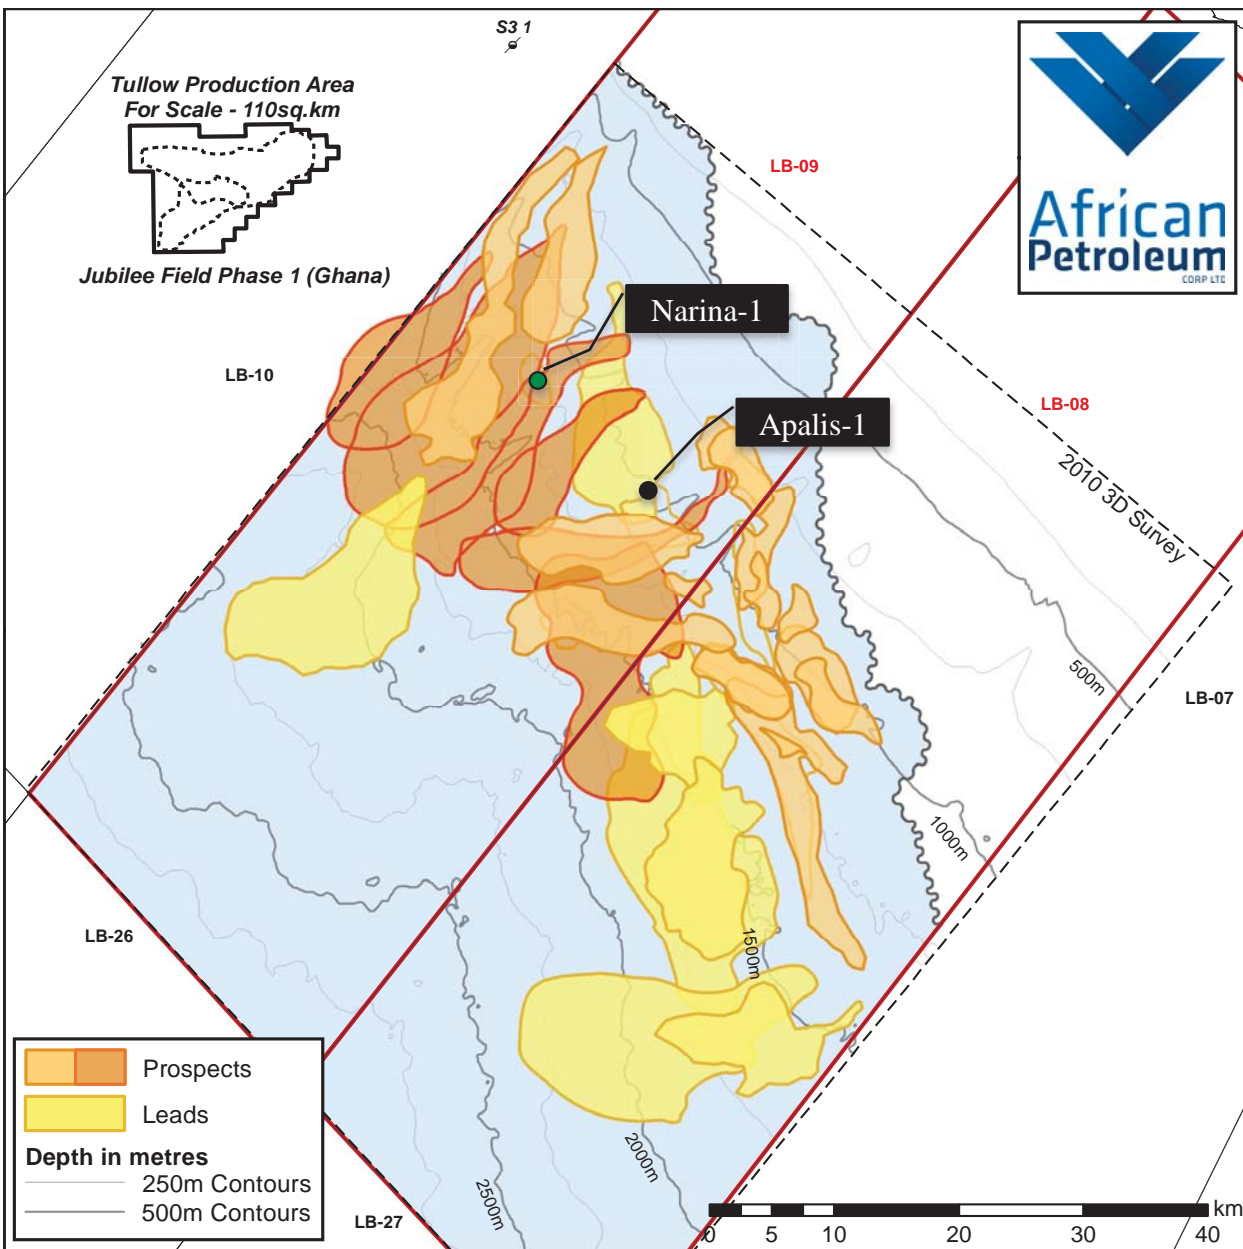 S3 1
Tullow Production Area
For Scale - 110sq.km
Jubilee Field Phase 1 (Ghana)
African
Petroleum
CORP LTD
LB-09
Narina-1
LB-10
LB-08
Apalis-1
2010 3D Survey
500m
LB-07
1000m
LB-26
1500m
Prospects
Leads
Depth in metres
250m Contours
500m Contours
2000m
2500m
LB-27
km
0 5 10 20 30 40